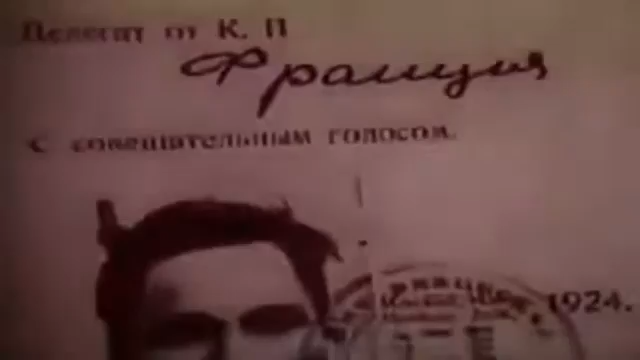 Делегат от К. П
Франция
С совещательным голосом.
1924.